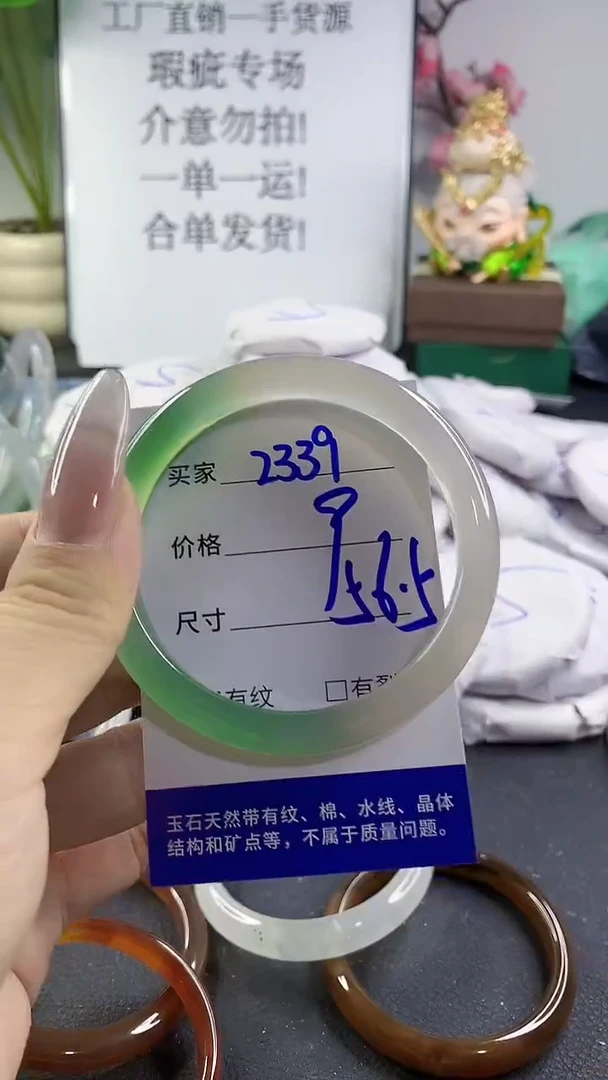 工厂直销一手货源
瑕疵专场
介意勿拍!
一单一运!
合单发货!
买家 2339
价格
尺寸 56.5
有纹 □有裂
玉石天然带有纹、棉、水线、晶体
结构和矿点等，不属于质量问题。